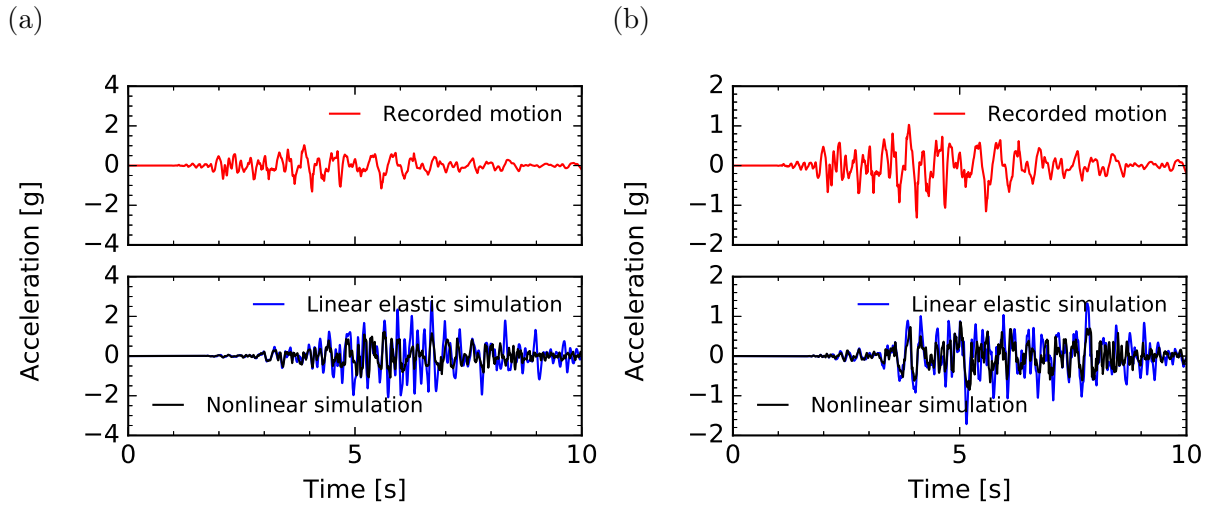 (a)
(b)
4
2
0
−2
−4
Recorded motion
4
2
0
−2
−4
Linear elastic simulation
Nonlinear simulation
0
5
10
Time [s]
Acceleration [g]
2
1
0
−1
−2
Recorded motion
2
1
0
−1
−2
Linear elastic simulation
Nonlinear simulation
0
5
10
Time [s]
Acceleration [g]